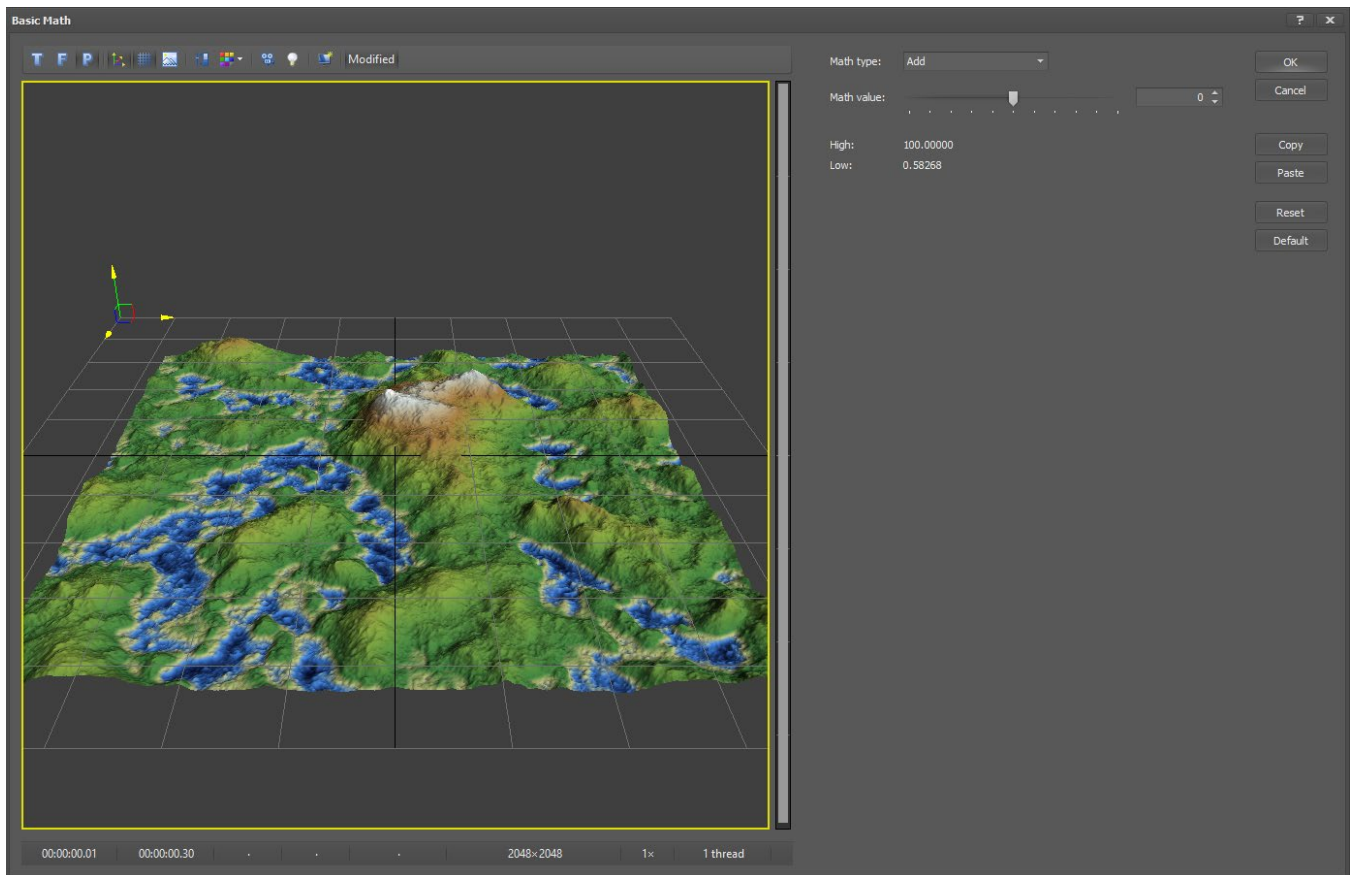 Basic Math
? x
T F P Modified
Math type: Add
OK
Math value: 0
Cancel
High: 100.00000
Copy
Low: 0.58268
Paste
Reset
Default
00:00:00.01 00:00:00.30 . . . 2048×2048 1× 1 thread